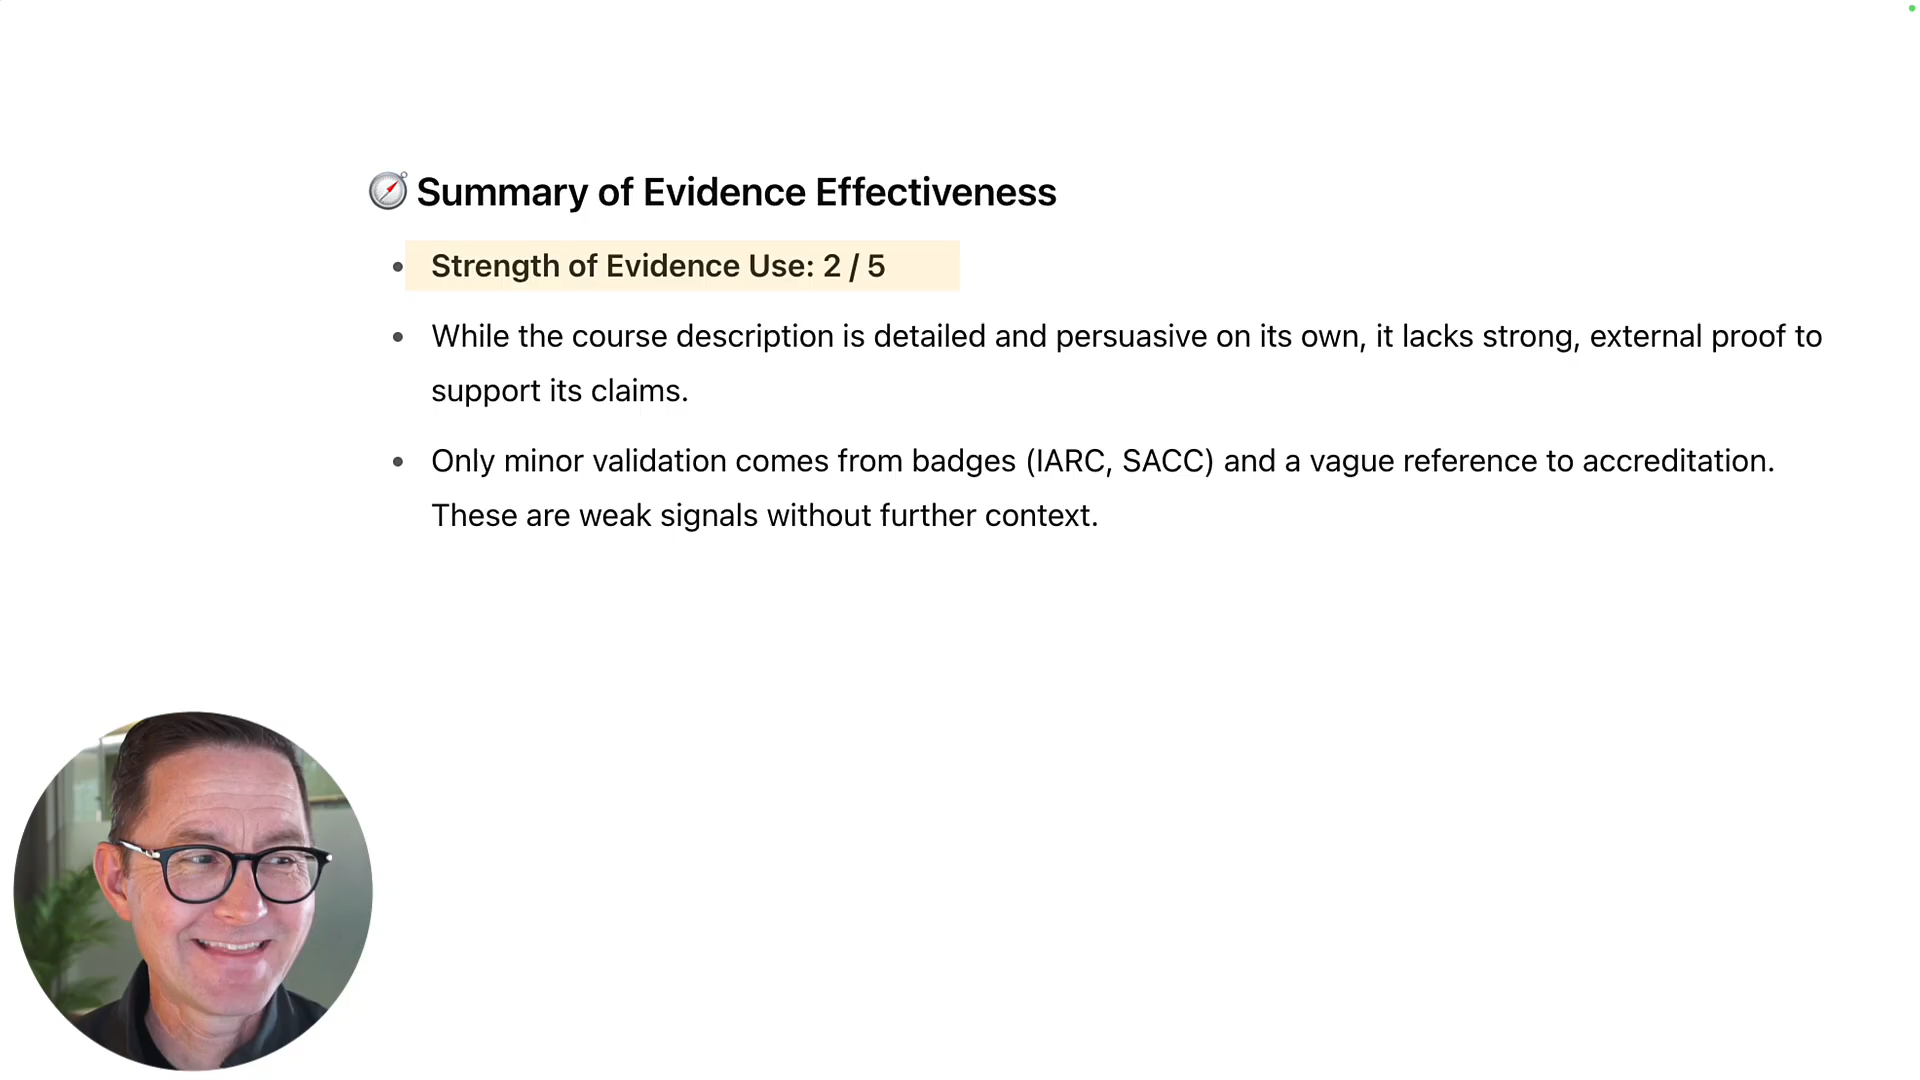 Summary of Evidence Effectiveness
Strength of Evidence Use: 2 / 5
While the course description is detailed and persuasive on its own, it lacks strong, external proof to
support its claims.
Only minor validation comes from badges (IARC, SACC) and a vague reference to accreditation.
These are weak signals without further context.